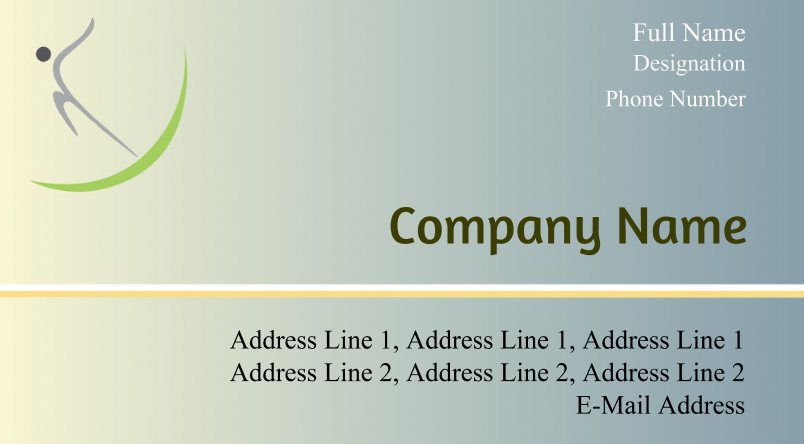 Full Name
Designation
Phone Number
Company Name
Address Line 1, Address Line 1, Address Line 1
Address Line 2, Address Line 2, Address Line 2
E-Mail Address